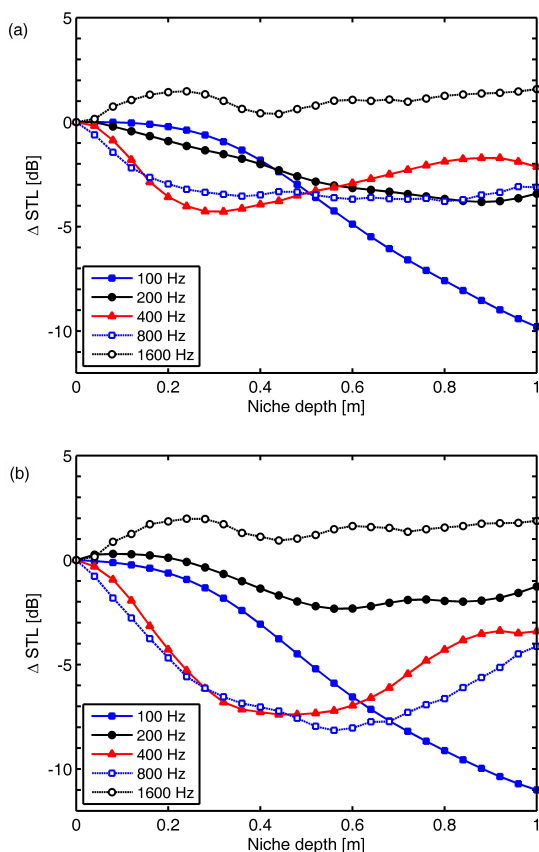 (a)
5
0
-5
-10
Δ STL [dB]
100 Hz
200 Hz
400 Hz
800 Hz
1600 Hz
0 0.2 0.4 0.6 0.8 1
Niche depth [m]
(b)
5
0
-5
-10
Δ STL [dB]
100 Hz
200 Hz
400 Hz
800 Hz
1600 Hz
0 0.2 0.4 0.6 0.8 1
Niche depth [m]